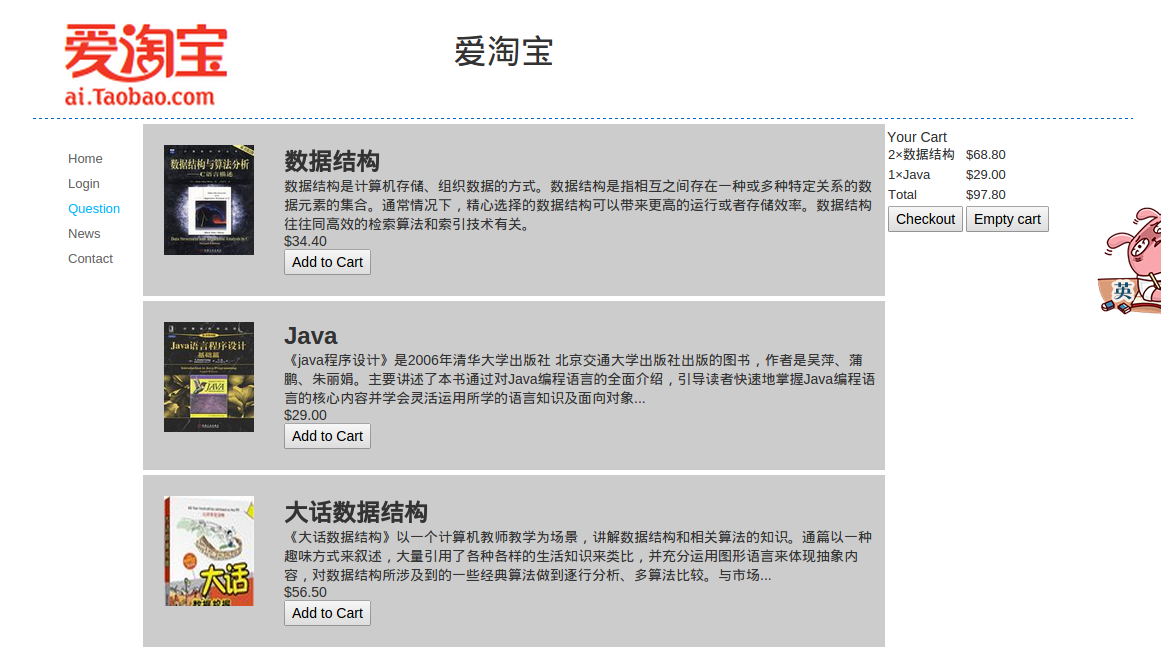 爱淘宝
ai.Taobao.com
爱淘宝
Home
Login
Question
News
Contact
数据结构与算法分析
——C语言描述
数据结构
数据结构是计算机存储、组织数据的方式。数据结构是指相互之间存在一种或多种特定关系的数
据元素的集合。通常情况下，精心选择的数据结构可以带来更高的运行或者存储效率。数据结构
往往同高效的检索算法和索引技术有关。
$34.40
Add to Cart
Java语言程序设计
基础篇
JAVA
Java
《java程序设计》是2006年清华大学出版社 北京交通大学出版社出版的图书，作者是吴萍、蒲
鹏、朱丽娟。主要讲述了本书通过对Java编程语言的全面介绍，引导读者快速地掌握Java编程语
言的核心内容并学会灵活运用所学的语言知识及面向对象...
$29.00
Add to Cart
大话
大话数据结构
《大话数据结构》以一个计算机教师教学为场景，讲解数据结构和相关算法的知识。通篇以一种
趣味方式来叙述，大量引用了各种各样的生活知识来类比，并充分运用图形语言来体现抽象内
容，对数据结构所涉及到的一些经典算法做到逐行分析、多算法比较。与市场...
$56.50
Add to Cart
Your Cart
2×数据结构 $68.80
1×Java $29.00
Total $97.80
Checkout Empty cart
英